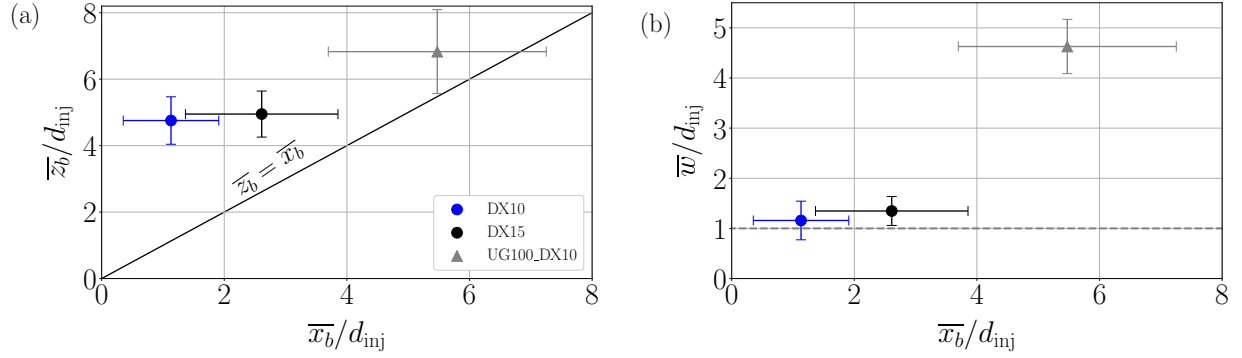 (a)
8
6
4
2
0
z̅_b/d_inj
z̅_b = x̅_b
DX10
DX15
UG100_DX10
0 2 4 6 8
x̅_b/d_inj
(b)
5
4
3
2
1
0
w̅/d_inj
0 2 4 6 8
x̅_b/d_inj